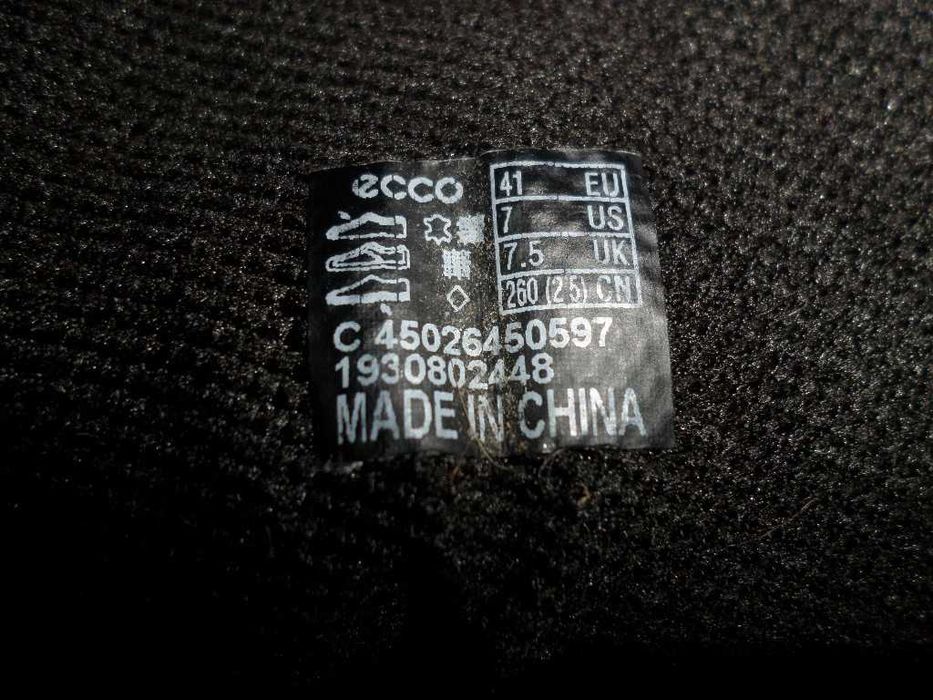 ecco
41 EU
7 US
7.5 UK
260 (2.5) CN
C 45026450597
1930802448
MADE IN CHINA